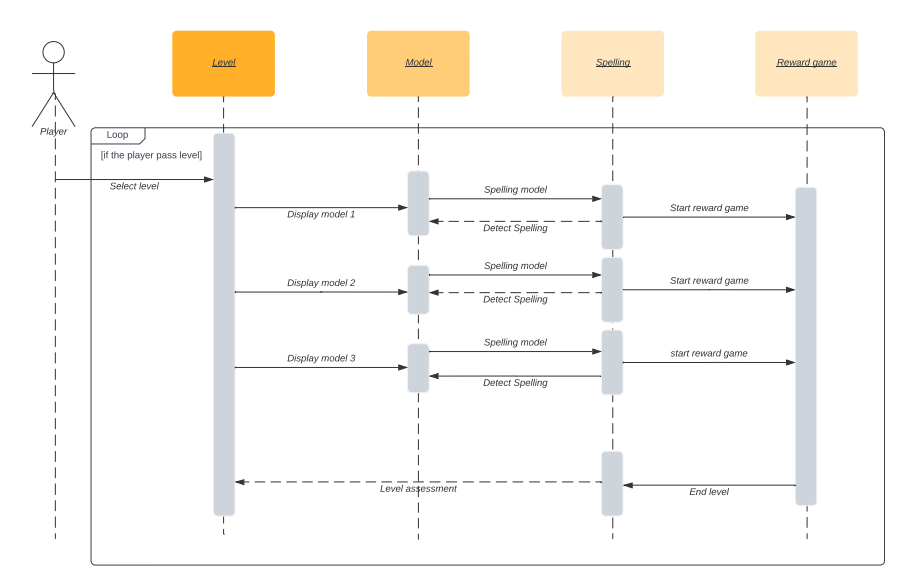 Level
Model
Spelling
Reward game
Player
Loop
[if the player pass level]
Select level
Spelling model
Start reward game
Display model 1
Detect Spelling
Spelling model
Start reward game
Display model 2
Detect Spelling
Spelling model
start reward game
Display model 3
Detect Spelling
Level assessment
End level